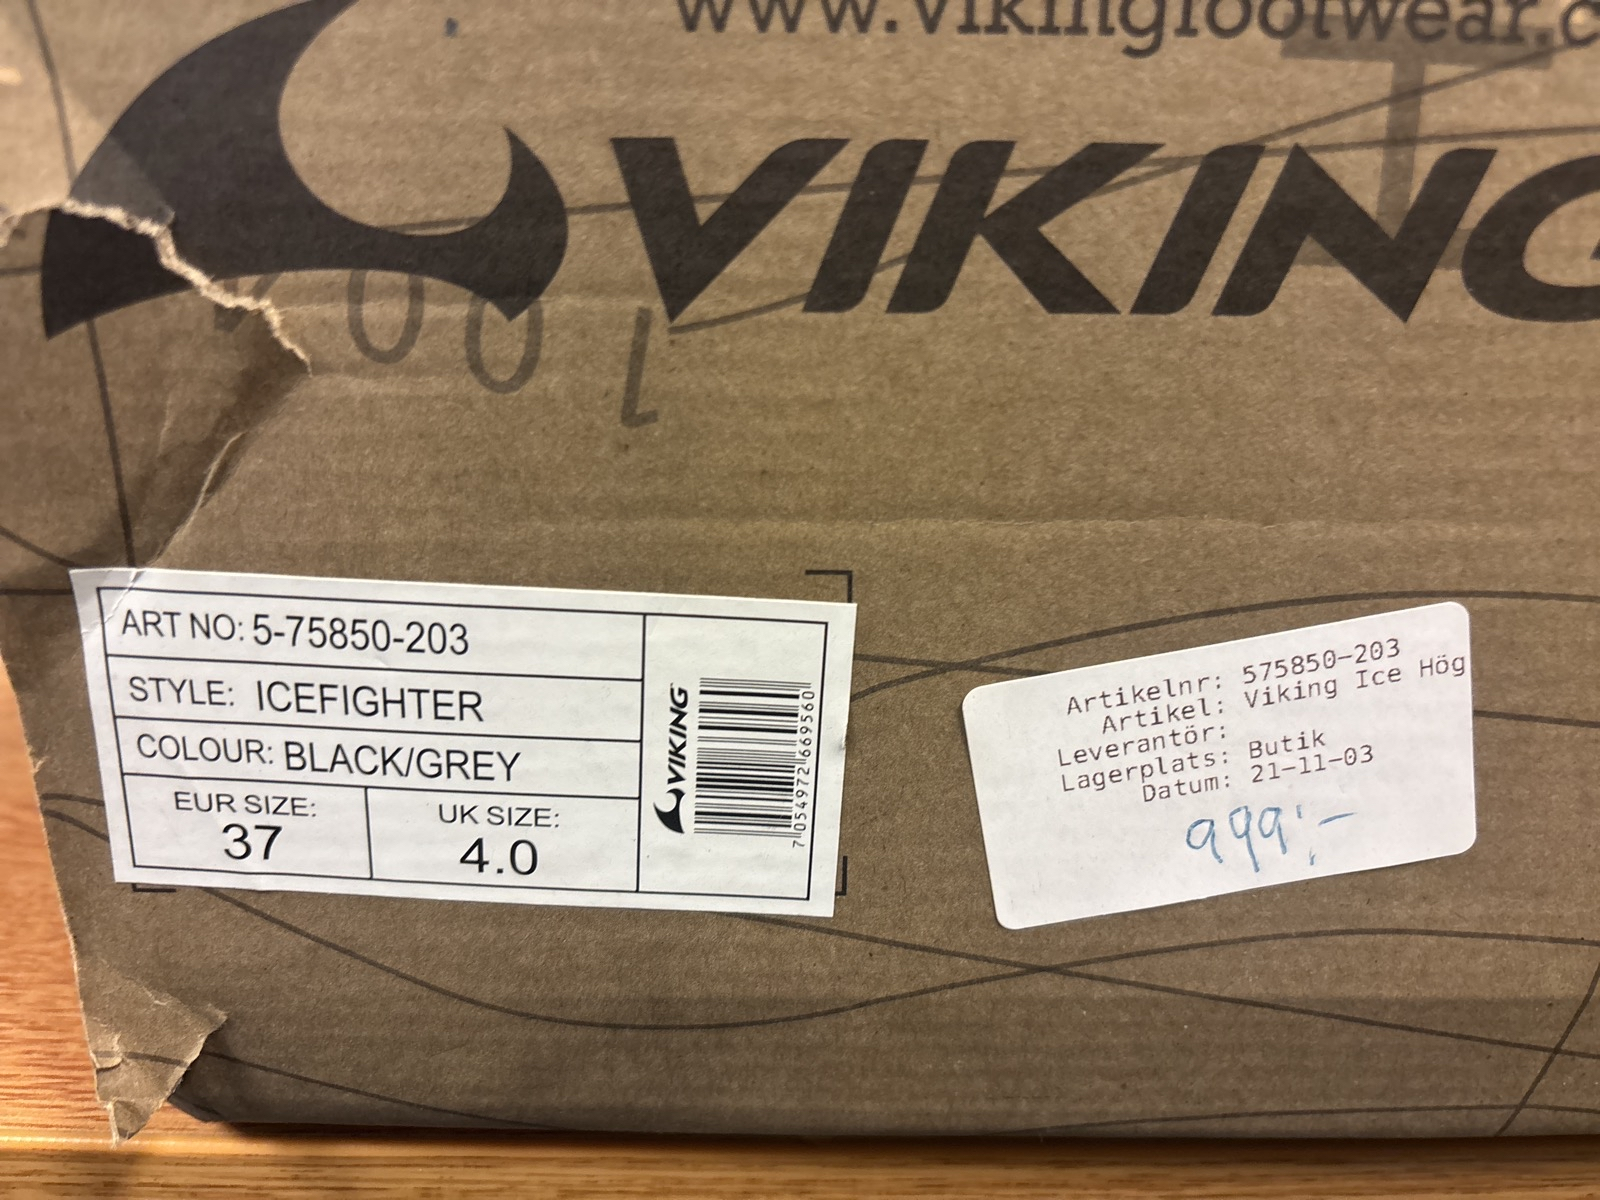 www.vikingfootwear.c
VIKING
1001
ART NO: 5-75850-203
STYLE: ICEFIGHTER
COLOUR: BLACK/GREY
EUR SIZE:
37
UK SIZE:
4.0
VIKING
7 054972 669560
Artikelnr: 575850-203
Artikel: Viking Ice Hög
Leverantör:
Lagerplats: Butik
Datum: 21-11-03
999:-